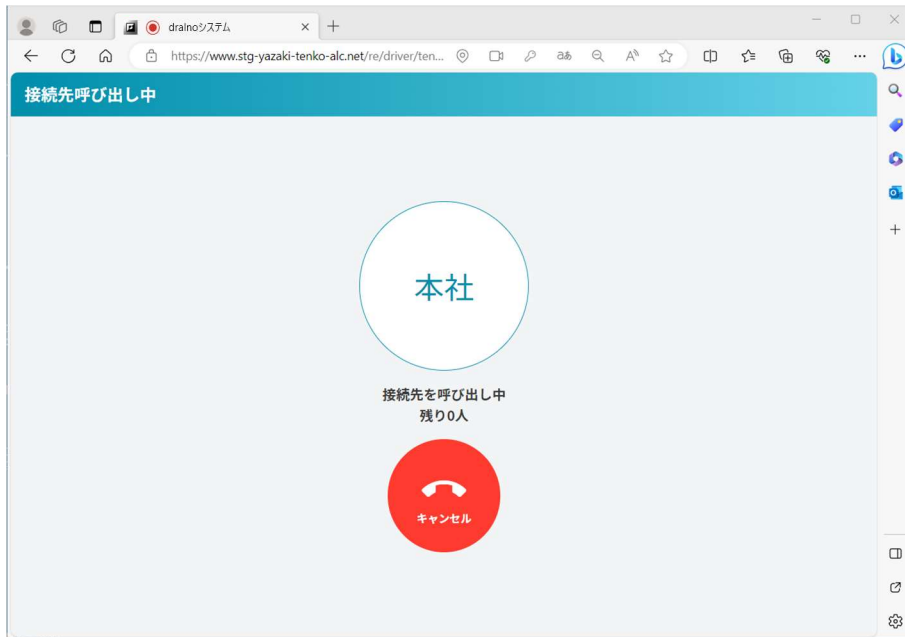 dralnoシステム
https://www.stg-yazaki-tenko-alc.net/re/driver/ten...
接続先呼び出し中
本社
接続先を呼び出し中
残り0人
キャンセル